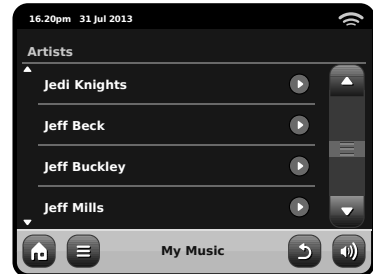 16.20pm 31 Jul 2013
Artists
Jedi Knights
Jeff Beck
Jeff Buckley
Jeff Mills
My Music